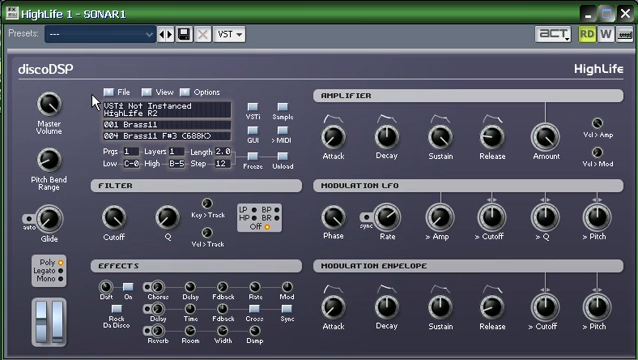 HighLife 1 - SONAR1
Presets: ---
VST
ACT
RD W
discoDSP
HighLife
File View Options
VSTi Not Instanced
HighLife R2
001 Brass11
004 Brass11 F#3 (688K)
Prgs 1 Layers 1 Length 2.0
Low C-0 High B-5 Step 12
VSTi Ssmpls
GUI > MIDI
Freeze Unload
Master
Volume
Pitch Bend
Range
auto
Glide
Poly
Legato
Mono
AMPLIFIER
Attack Decay Sustain Release Amount
Vel > Amp
Vel > Mod
FILTER
Cutoff Q
Key > Track
Vel > Track
LP BP
HP BR
Off
MODULATION LFO
Phase sync Rate > Amp > Cutoff > Q > Pitch
EFFECTS
Daft On Chorus Delay Fdback Rate Mod
Rock
Da Disco
Delay Time Fdback Cross Sync
Reverb Room Width Damp
MODULATION ENVELOPE
Attack Decay Sustain Release > Cutoff > Pitch